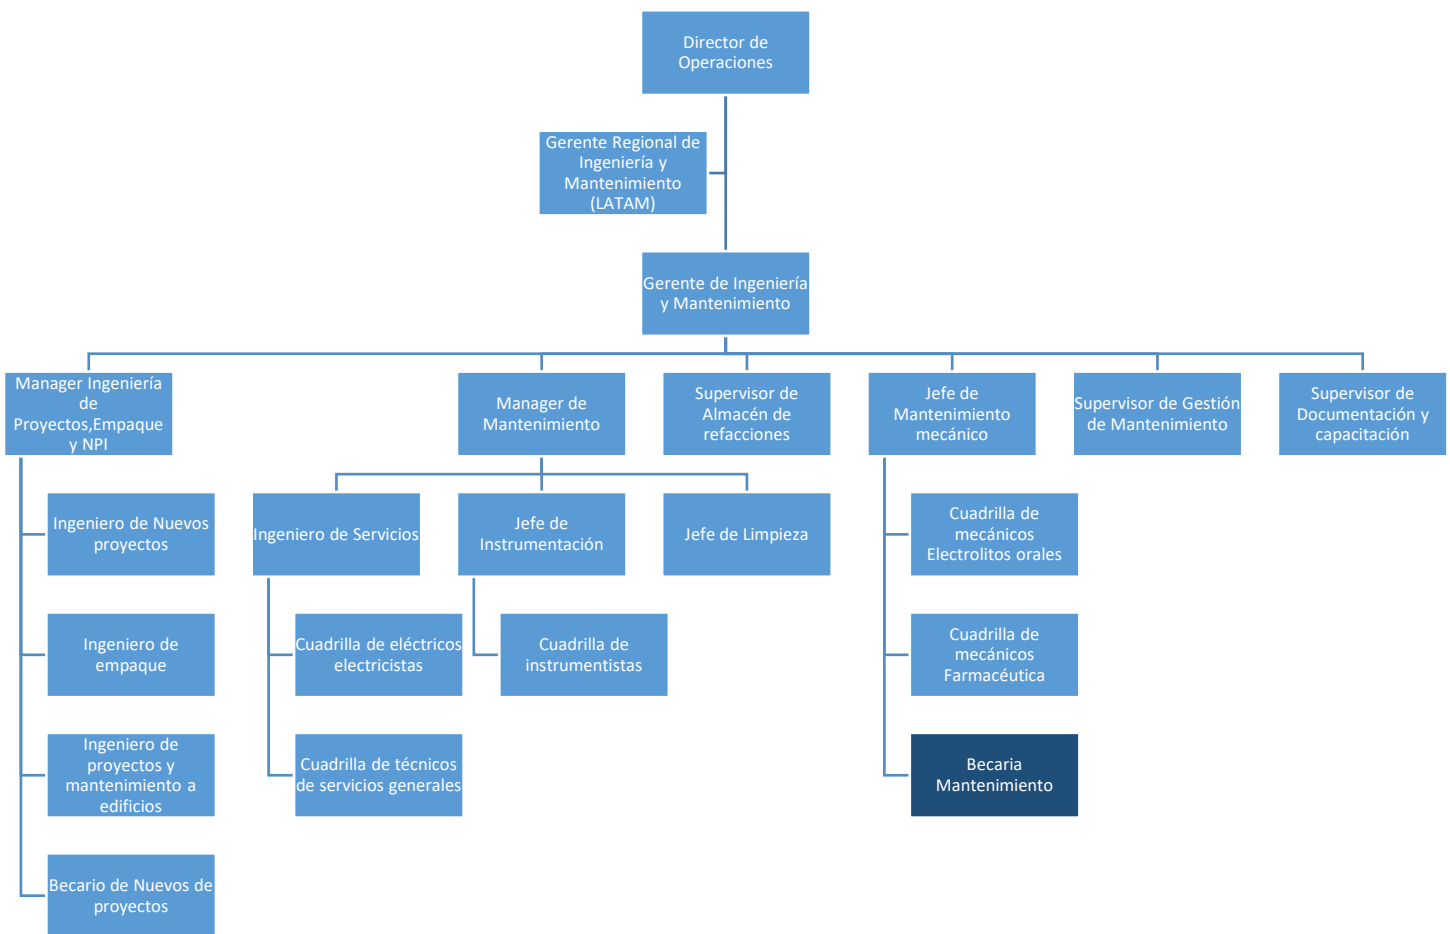 Director de
Operaciones
Gerente Regional de
Ingeniería y
Mantenimiento
(LATAM)
Gerente de Ingeniería
y Mantenimiento
Manager Ingeniería
de
Proyectos,Empaque
y NPI
Manager de
Mantenimiento
Supervisor de
Almacén de
refacciones
Jefe de
Mantenimiento
mecánico
Supervisor de Gestión
de Mantenimiento
Supervisor de
Documentación y
capacitación
Ingeniero de Nuevos
proyectos
Ingeniero de Servicios
Jefe de
Instrumentación
Jefe de Limpieza
Cuadrilla de
mecánicos
Electrolitos orales
Ingeniero de
empaque
Cuadrilla de eléctricos
electricistas
Cuadrilla de
instrumentistas
Cuadrilla de
mecánicos
Farmacéutica
Ingeniero de
proyectos y
mantenimiento a
edificios
Cuadrilla de técnicos
de servicios generales
Becaria
Mantenimiento
Becario de Nuevos de
proyectos